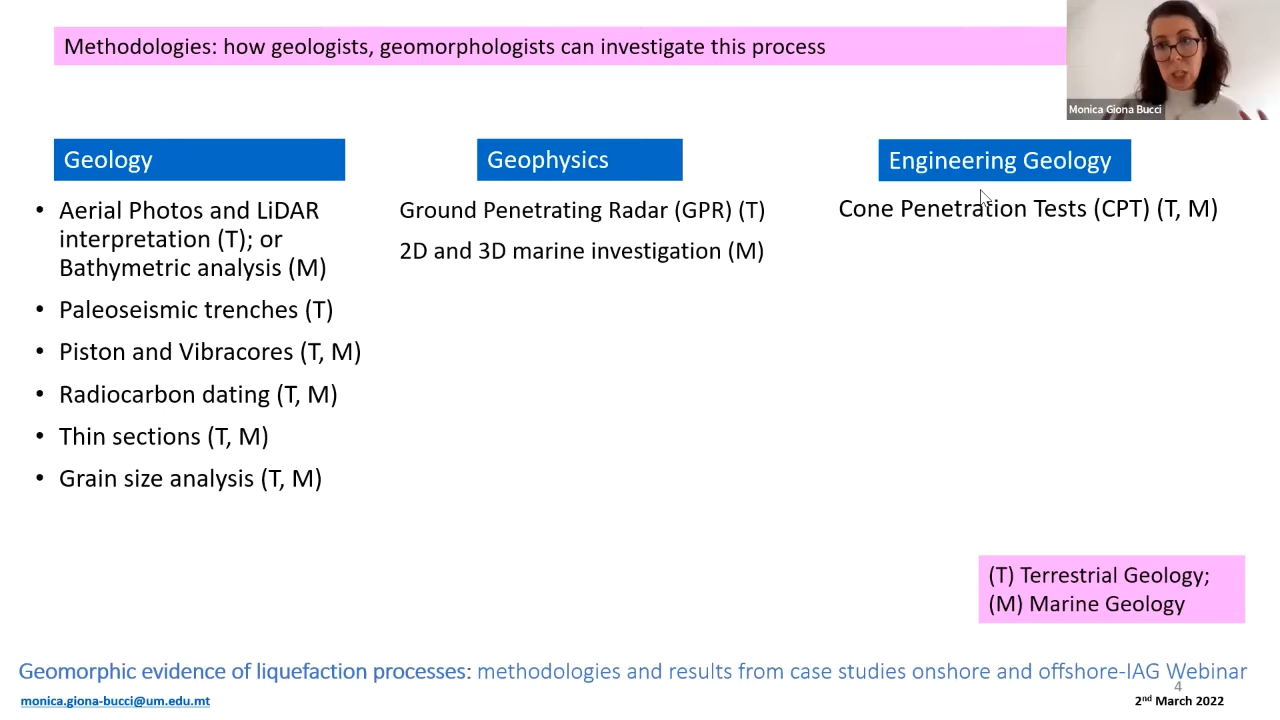 Methodologies: how geologists, geomorphologists can investigate this process
Monica Giona Bucci
Geology
• Aerial Photos and LiDAR
interpretation (T); or
Bathymetric analysis (M)
• Paleoseismic trenches (T)
• Piston and Vibracores (T, M)
• Radiocarbon dating (T, M)
• Thin sections (T, M)
• Grain size analysis (T, M)
Geophysics
Ground Penetrating Radar (GPR) (T)
2D and 3D marine investigation (M)
Engineering Geology
Cone Penetration Tests (CPT) (T, M)
(T) Terrestrial Geology;
(M) Marine Geology
Geomorphic evidence of liquefaction processes: methodologies and results from case studies onshore and offshore-IAG Webinar
4
monica.giona-bucci@um.edu.mt
2nd March 2022